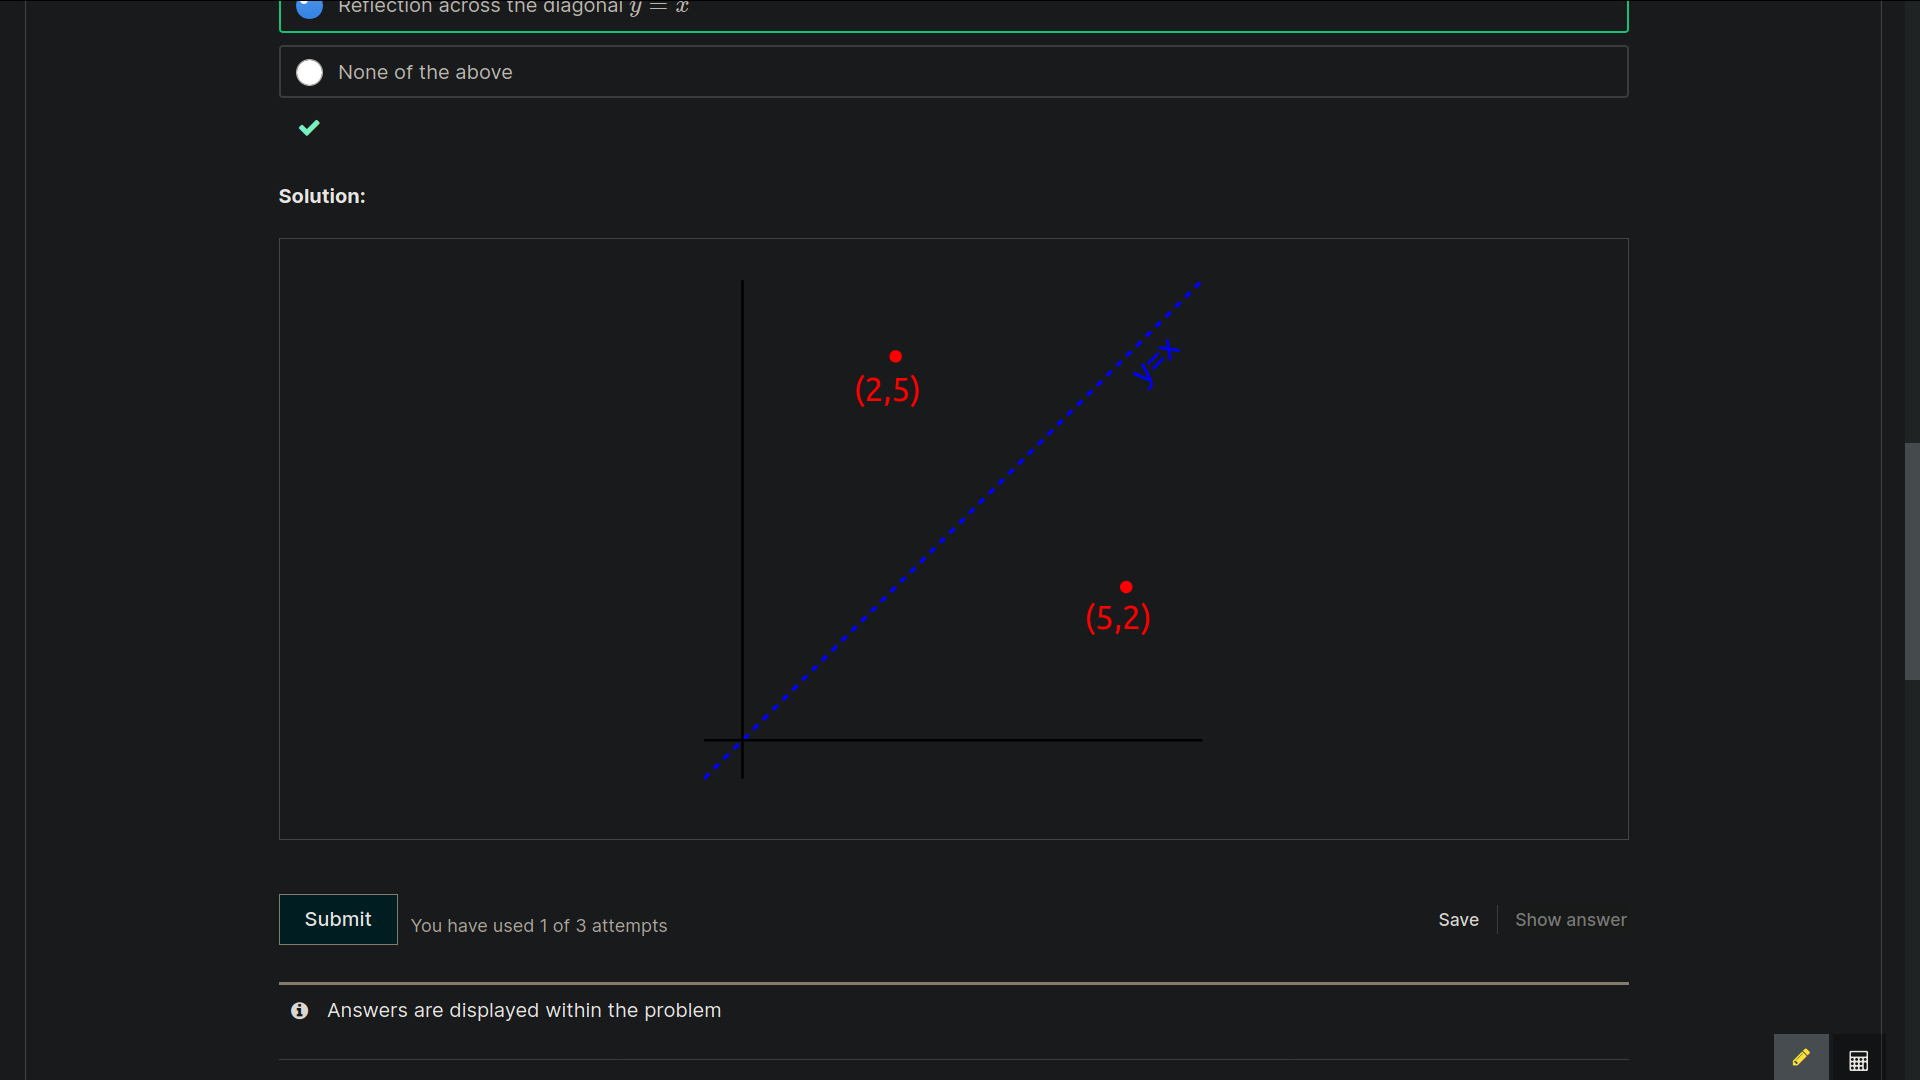 Reflection across the diagonal y = x
None of the above
Solution:
y=x
(2,5)
(5,2)
Submit
You have used 1 of 3 attempts
Save
Show answer
Answers are displayed within the problem